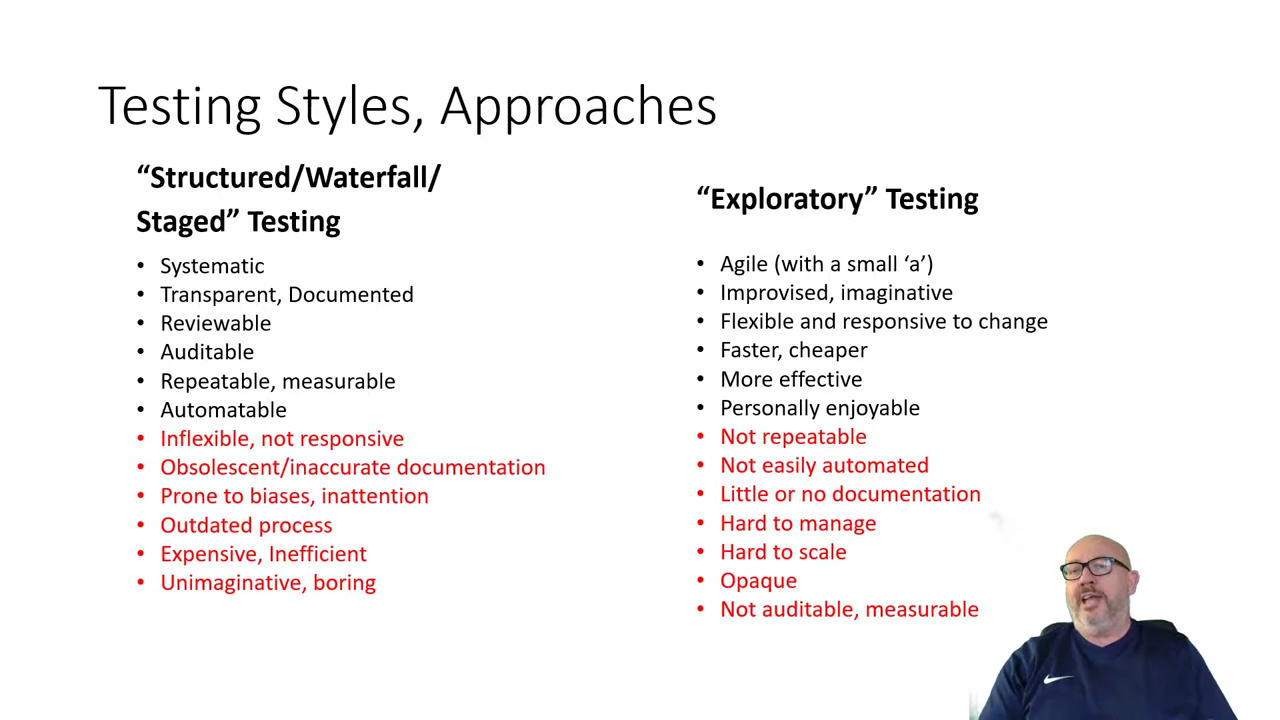 Testing Styles, Approaches
“Structured/Waterfall/
Staged” Testing
• Systematic
• Transparent, Documented
• Reviewable
• Auditable
• Repeatable, measurable
• Automatable
• Inflexible, not responsive
• Obsolescent/inaccurate documentation
• Prone to biases, inattention
• Outdated process
• Expensive, Inefficient
• Unimaginative, boring
“Exploratory” Testing
• Agile (with a small ‘a’)
• Improvised, imaginative
• Flexible and responsive to change
• Faster, cheaper
• More effective
• Personally enjoyable
• Not repeatable
• Not easily automated
• Little or no documentation
• Hard to manage
• Hard to scale
• Opaque
• Not auditable, measurable